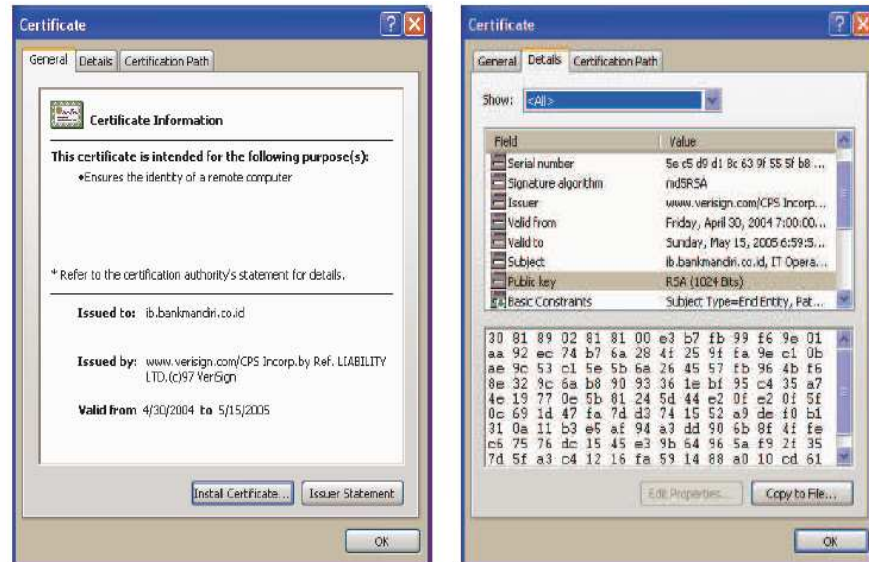 Certificate
General Details Certification Path
Certificate Information
This certificate is intended for the following purpose(s):
•Ensures the identity of a remote computer
* Refer to the certification authority's statement for details.
Issued to: ib.bankmandiri.co.id
Issued by: www.verisign.com/CPS Incorp.by Ref. LIABILITY
LTD.(c)97 VeriSign
Valid from 4/30/2004 to 5/15/2005
Install Certificate... Issuer Statement
OK
Certificate
General Details Certification Path
Show: <All>
Field Value
Serial number 5e c5 d9 d1 8c 63 9f 55 5f b8 ...
Signature algorithm md5RSA
Issuer www.verisign.com/CPS Incorp...
Valid from Friday, April 30, 2004 7:00:00...
Valid to Sunday, May 15, 2005 6:59:5...
Subject ib.bankmandiri.co.id, IT Opera...
Public key RSA (1024 Bits)
Basic Constraints Subject Type=End Entity, Pat...
30 81 89 02 81 81 00 e3 b7 fb 99 f6 9e 01
aa 92 ec 74 b7 6a 28 4f 25 9f fa 9e c1 0b
ae 9c 53 c1 5e 5b 6a 26 45 57 fb 96 4b f6
8e 32 9c 6a b8 90 93 36 1e bf 95 c4 35 a7
4e 19 77 0e 5b 81 24 5d 44 e2 0f e2 0f 5f
0c 69 1d 47 fa 7d d3 74 15 52 a9 de f0 b1
31 0a 11 b3 e5 af 94 a3 dd 90 6b 8f 4f fe
c6 75 76 dc 15 45 e3 9b 64 96 5a f9 2f 35
7d 5f a3 c4 12 16 fa 59 14 88 a0 10 cd 61
Edit Properties... Copy to File...
OK